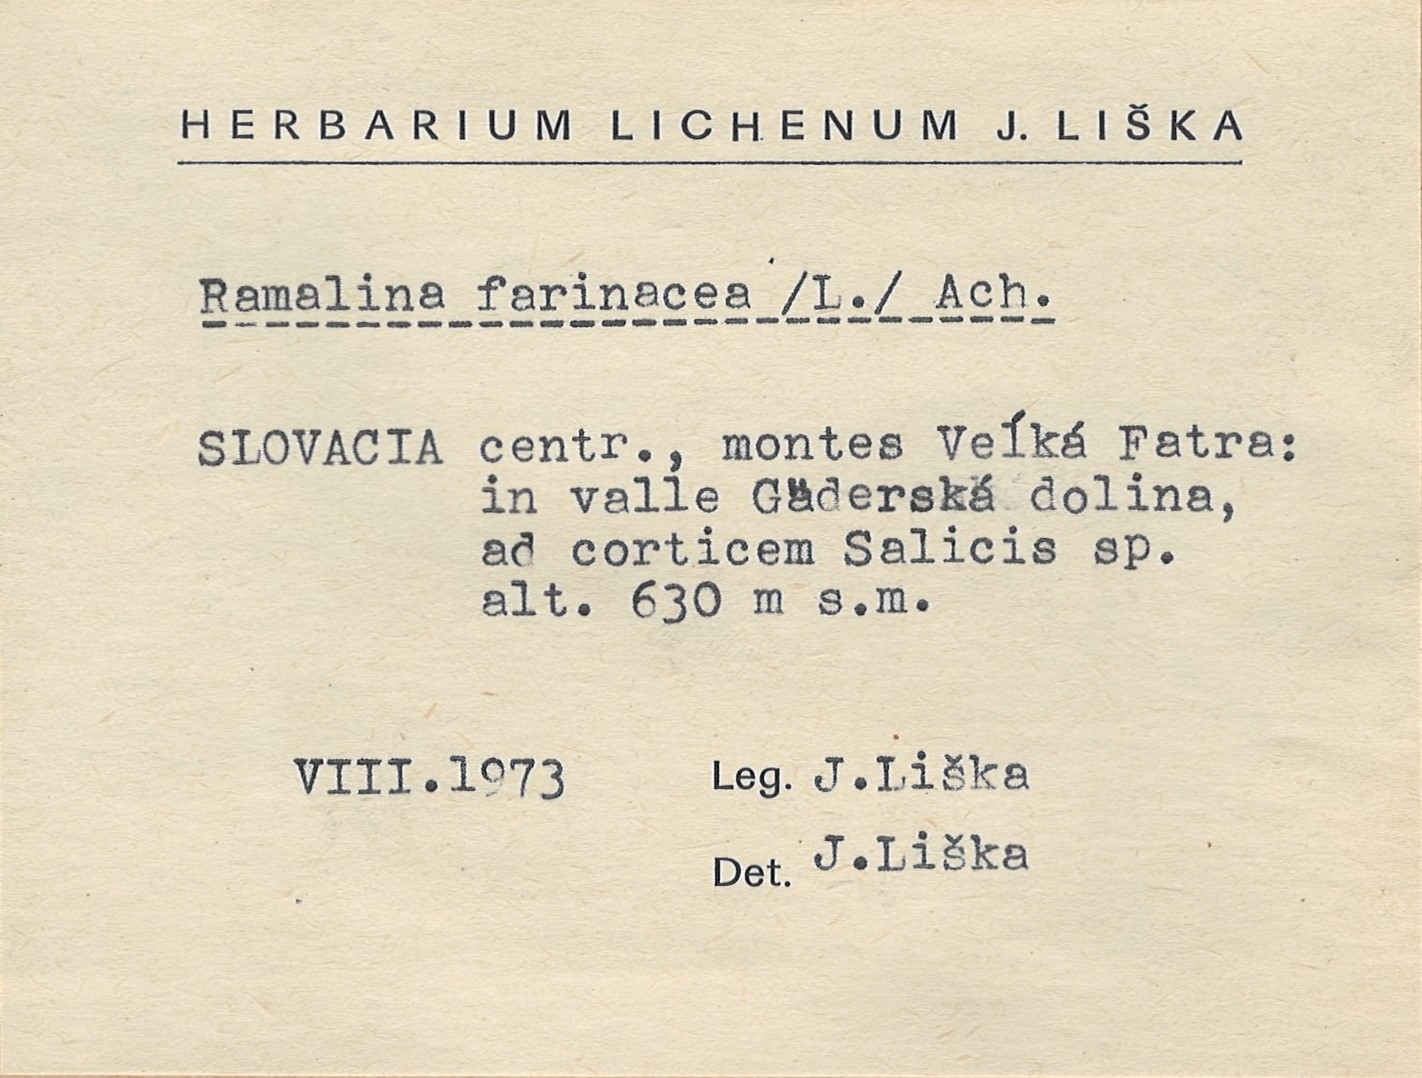 HERBARIUM LICHENUM J. LIŠKA
Ramalina farinacea /L./ Ach.
SLOVACIA centr., montes Veĺká Fatra:
in valle Gäderská dolina,
ad corticem Salicis sp.
alt. 630 m s.m.
VIII.1973 Leg. J.Liška
Det. J.Liška